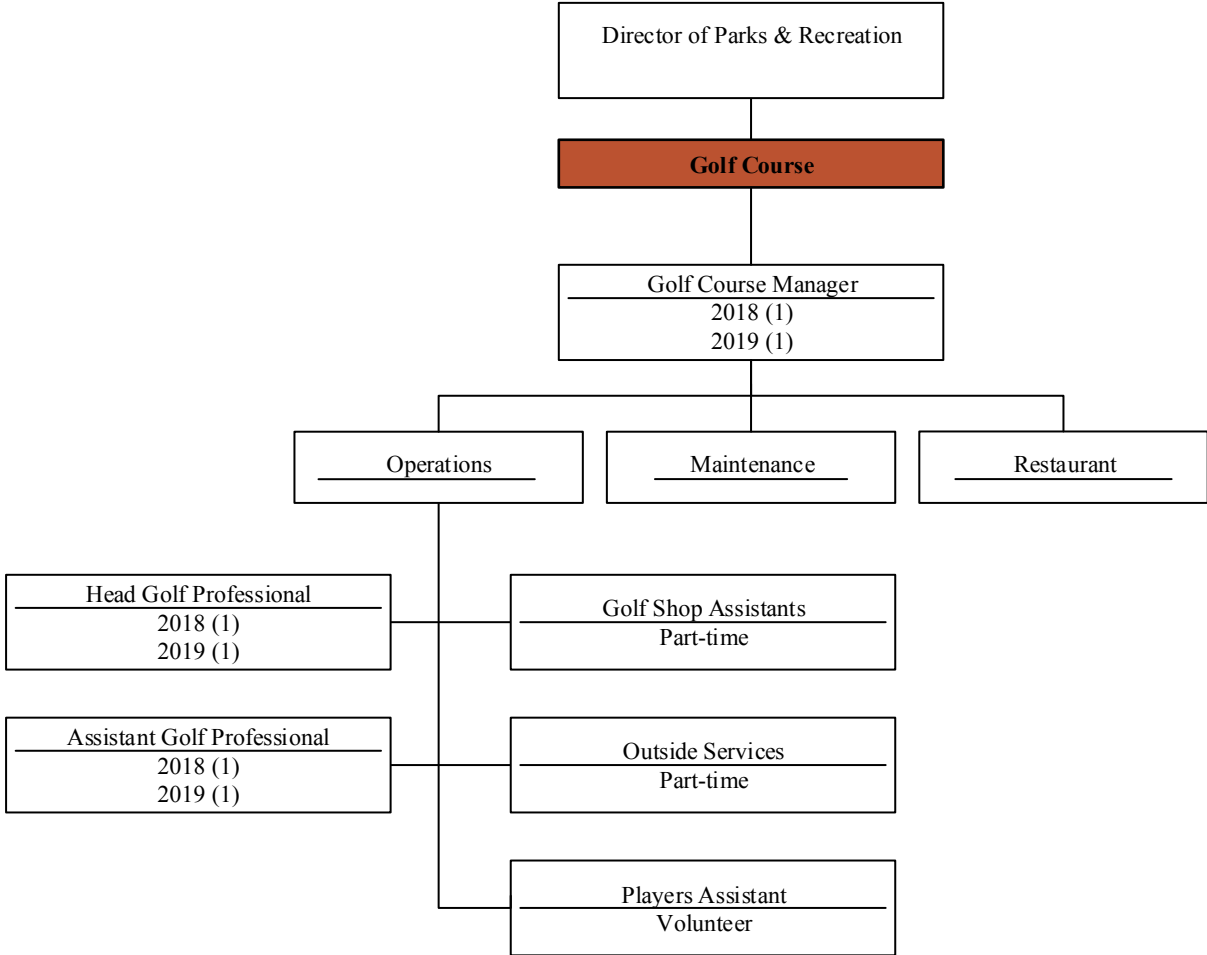 Director of Parks & Recreation
Golf Course
Golf Course Manager
2018 (1)
2019 (1)
Operations
Maintenance
Restaurant
Head Golf Professional
2018 (1)
2019 (1)
Golf Shop Assistants
Part-time
Assistant Golf Professional
2018 (1)
2019 (1)
Outside Services
Part-time
Players Assistant
Volunteer